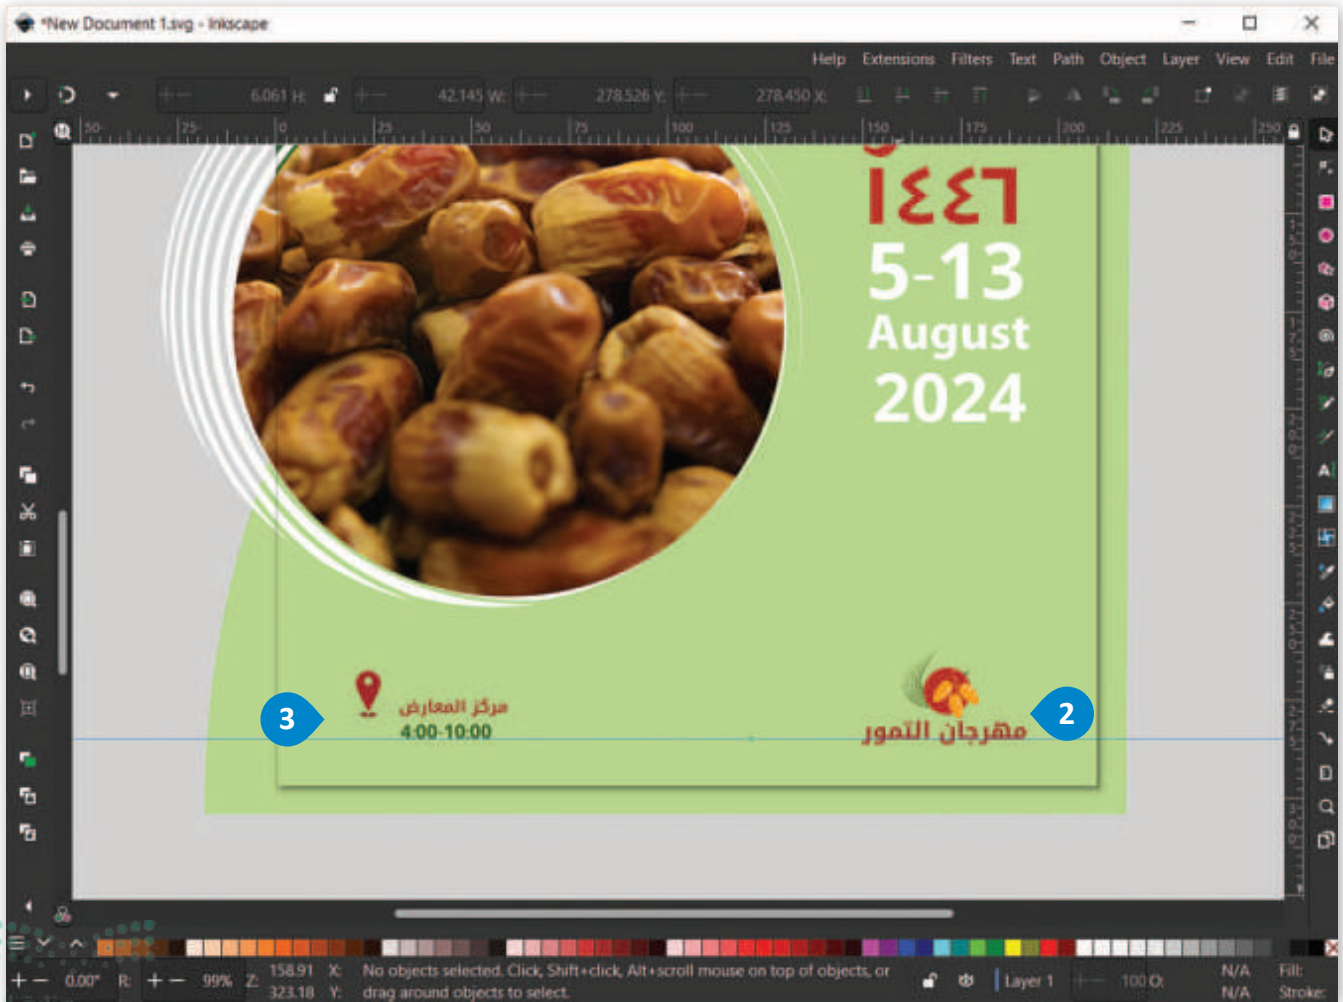 *New Document 1.svg - Inkscape
Help Extensions Filters Text Path Object Layer View Edit File
6.061 H: 42.145 W: 278.526 Y: 278.450 X:
50 25 0 25 50 75 100 125 150 175 200 225 250
١٤٤٦
5-13
August
2024
مركز المعارض
4:00-10:00
3
مهرجان التمور
2
0.00° R: 99% Z: 158.91 X: 323.18 Y:
No objects selected. Click, Shift+click, Alt+scroll mouse on top of objects, or
drag around objects to select.
Layer 1 100 O: N/A Fill:
N/A Stroke: